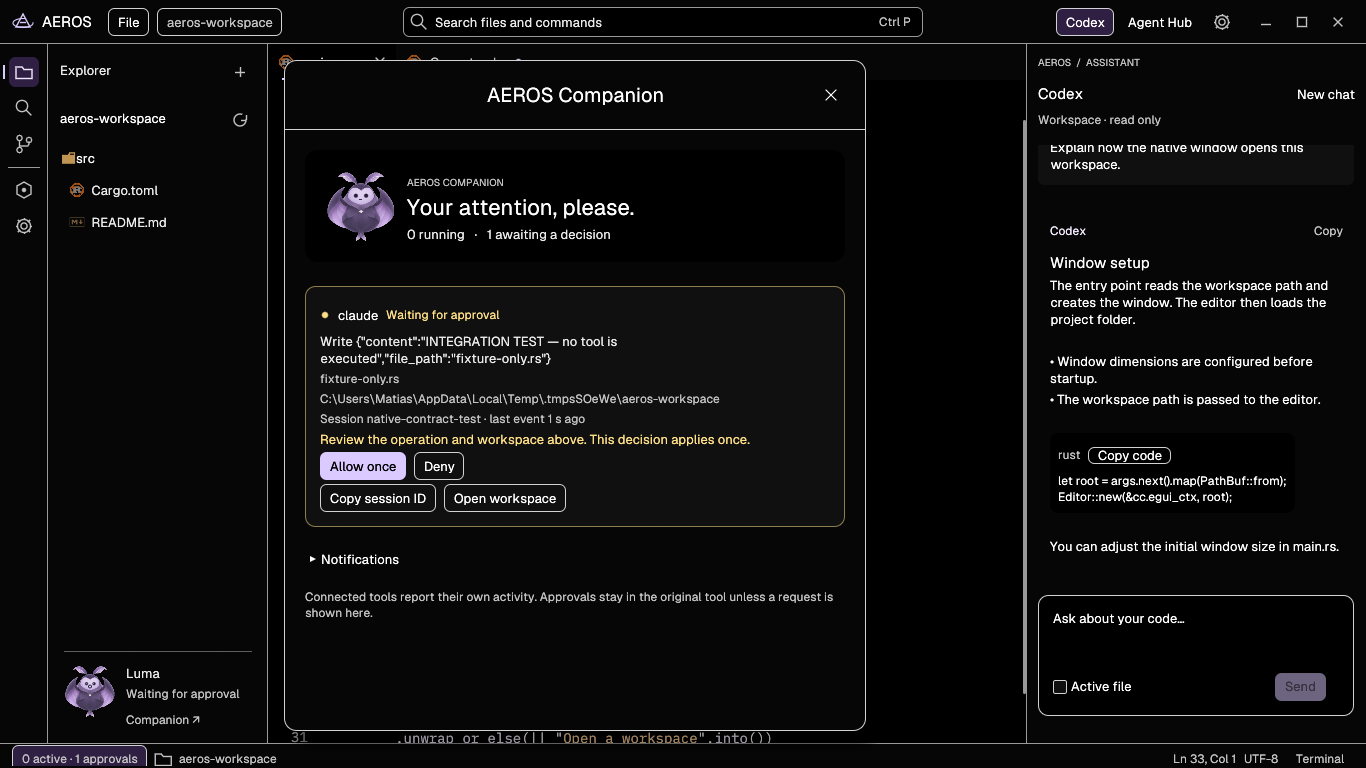 AEROS
File
aeros-workspace
Search files and commands
Ctrl P
Codex
Agent Hub
Explorer
+
aeros-workspace
src
Cargo.toml
README.md
Luma
Waiting for approval
Companion ↗
AEROS Companion
AEROS COMPANION
Your attention, please.
0 running · 1 awaiting a decision
claude Waiting for approval
Write {"content":"INTEGRATION TEST — no tool is
executed","file_path":"fixture-only.rs"}
fixture-only.rs
C:\Users\Matias\AppData\Local\Temp\.tmpsSOeWe\aeros-workspace
Session native-contract-test · last event 1 s ago
Review the operation and workspace above. This decision applies once.
Allow once
Deny
Copy session ID
Open workspace
Notifications
Connected tools report their own activity. Approvals stay in the original tool unless a request is
shown here.
31 .unwrap_or_else(|| "Open a workspace".into())
AEROS / ASSISTANT
Codex
New chat
Workspace · read only
Explain how the native window opens this
workspace.
Codex
Copy
Window setup
The entry point reads the workspace path and
creates the window. The editor then loads the
project folder.
• Window dimensions are configured before
startup.
• The workspace path is passed to the editor.
rust
Copy code
let root = args.next().map(PathBuf::from);
Editor::new(&cc.egui_ctx, root);
You can adjust the initial window size in main.rs.
Ask about your code…
Active file
Send
0 active · 1 approvals
aeros-workspace
Ln 33, Col 1
UTF-8
Terminal